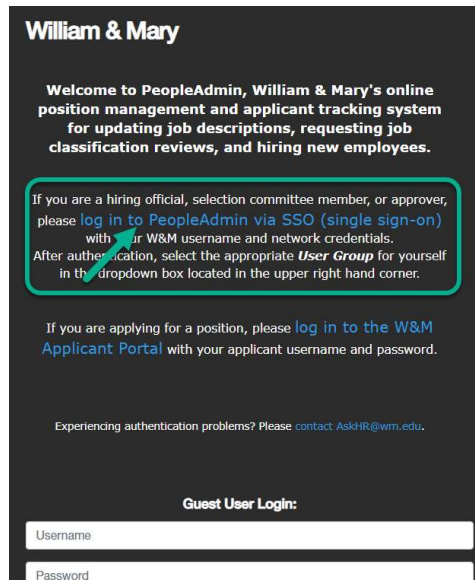 William & Mary
Welcome to PeopleAdmin, William & Mary's online
position management and applicant tracking system
for updating job descriptions, requesting job
classification reviews, and hiring new employees.
If you are a hiring official, selection committee member, or approver,
please log in to PeopleAdmin via SSO (single sign-on)
with your W&M username and network credentials.
After authentication, select the appropriate User Group for yourself
in the dropdown box located in the upper right hand corner.
If you are applying for a position, please log in to the W&M
Applicant Portal with your applicant username and password.
Experiencing authentication problems? Please contact AskHR@wm.edu.
Guest User Login:
Username
Password